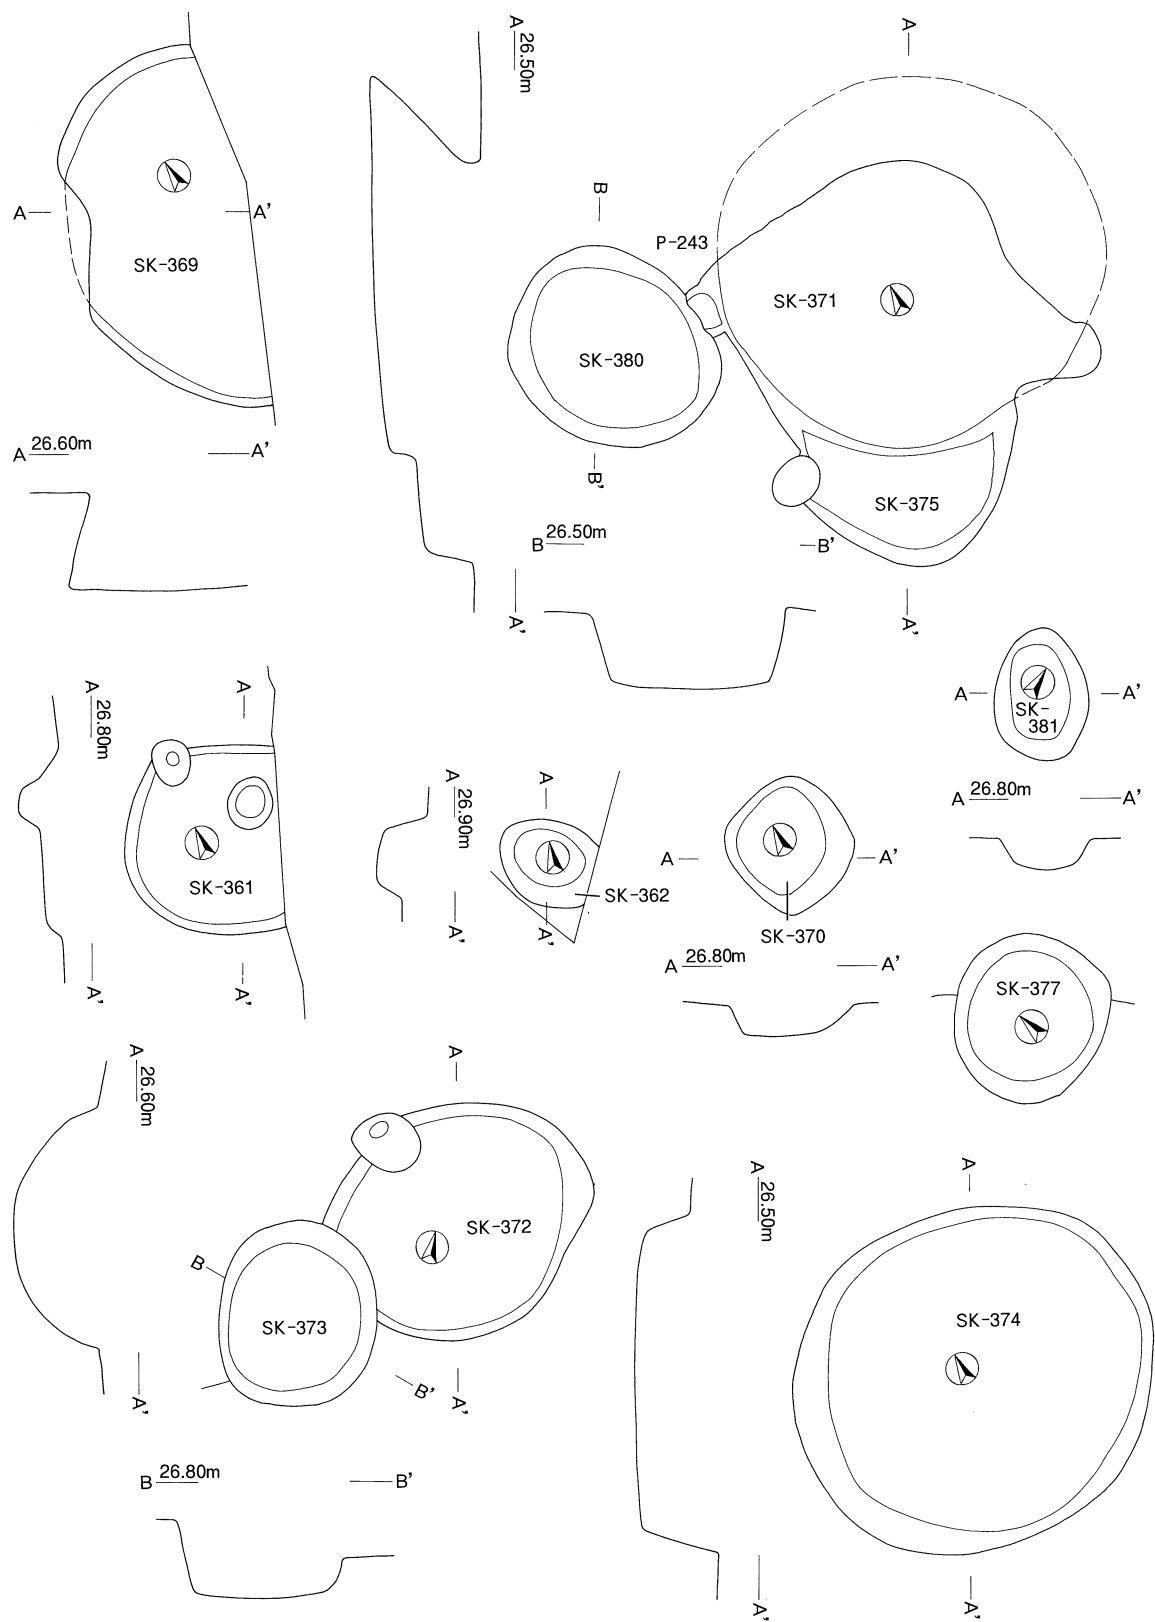 A
A'
SK-369
A 26.60m
A'
A 26.50m
A'
A
B
P-243
SK-371
SK-380
B'
SK-375
B 26.50m
B'
A'
A
SK-381
A'
A 26.80m
A'
A 26.80m
A'
A
SK-361
A'
A 26.90m
A'
A
SK-362
A'
A
A'
SK-370
A 26.80m
A'
SK-377
A 26.60m
A'
A
SK-372
B
SK-373
B'
A'
B 26.80m
B'
A 26.50m
A'
A
SK-374
A'